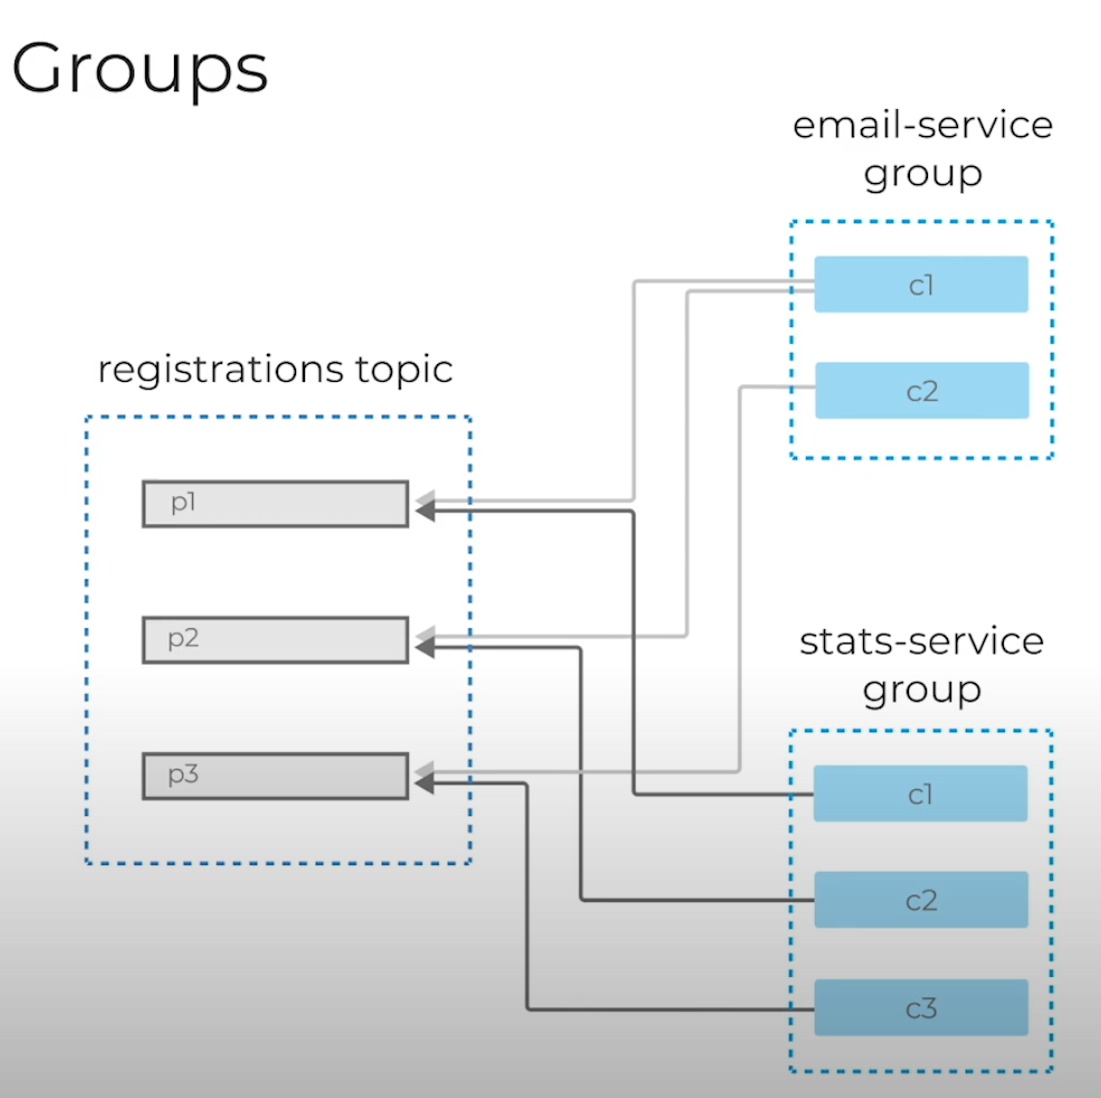 Groups
email-service
group
c1
c2
registrations topic
p1
p2
p3
stats-service
group
c1
c2
c3